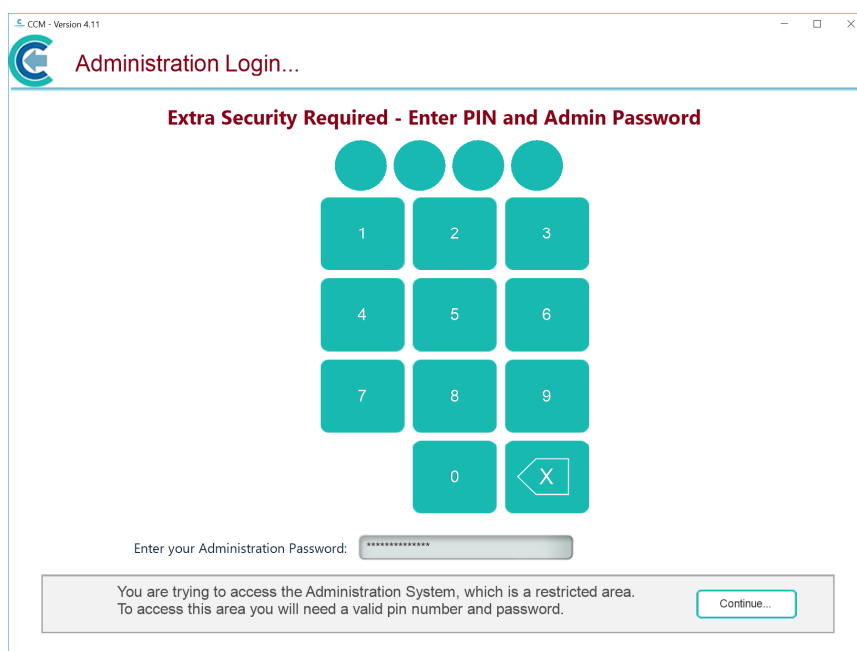 CCM - Version 4.11
Administration Login...
Extra Security Required - Enter PIN and Admin Password
1 2 3
4 5 6
7 8 9
0 X
Enter your Administration Password: **************
You are trying to access the Administration System, which is a restricted area.
To access this area you will need a valid pin number and password.
Continue...